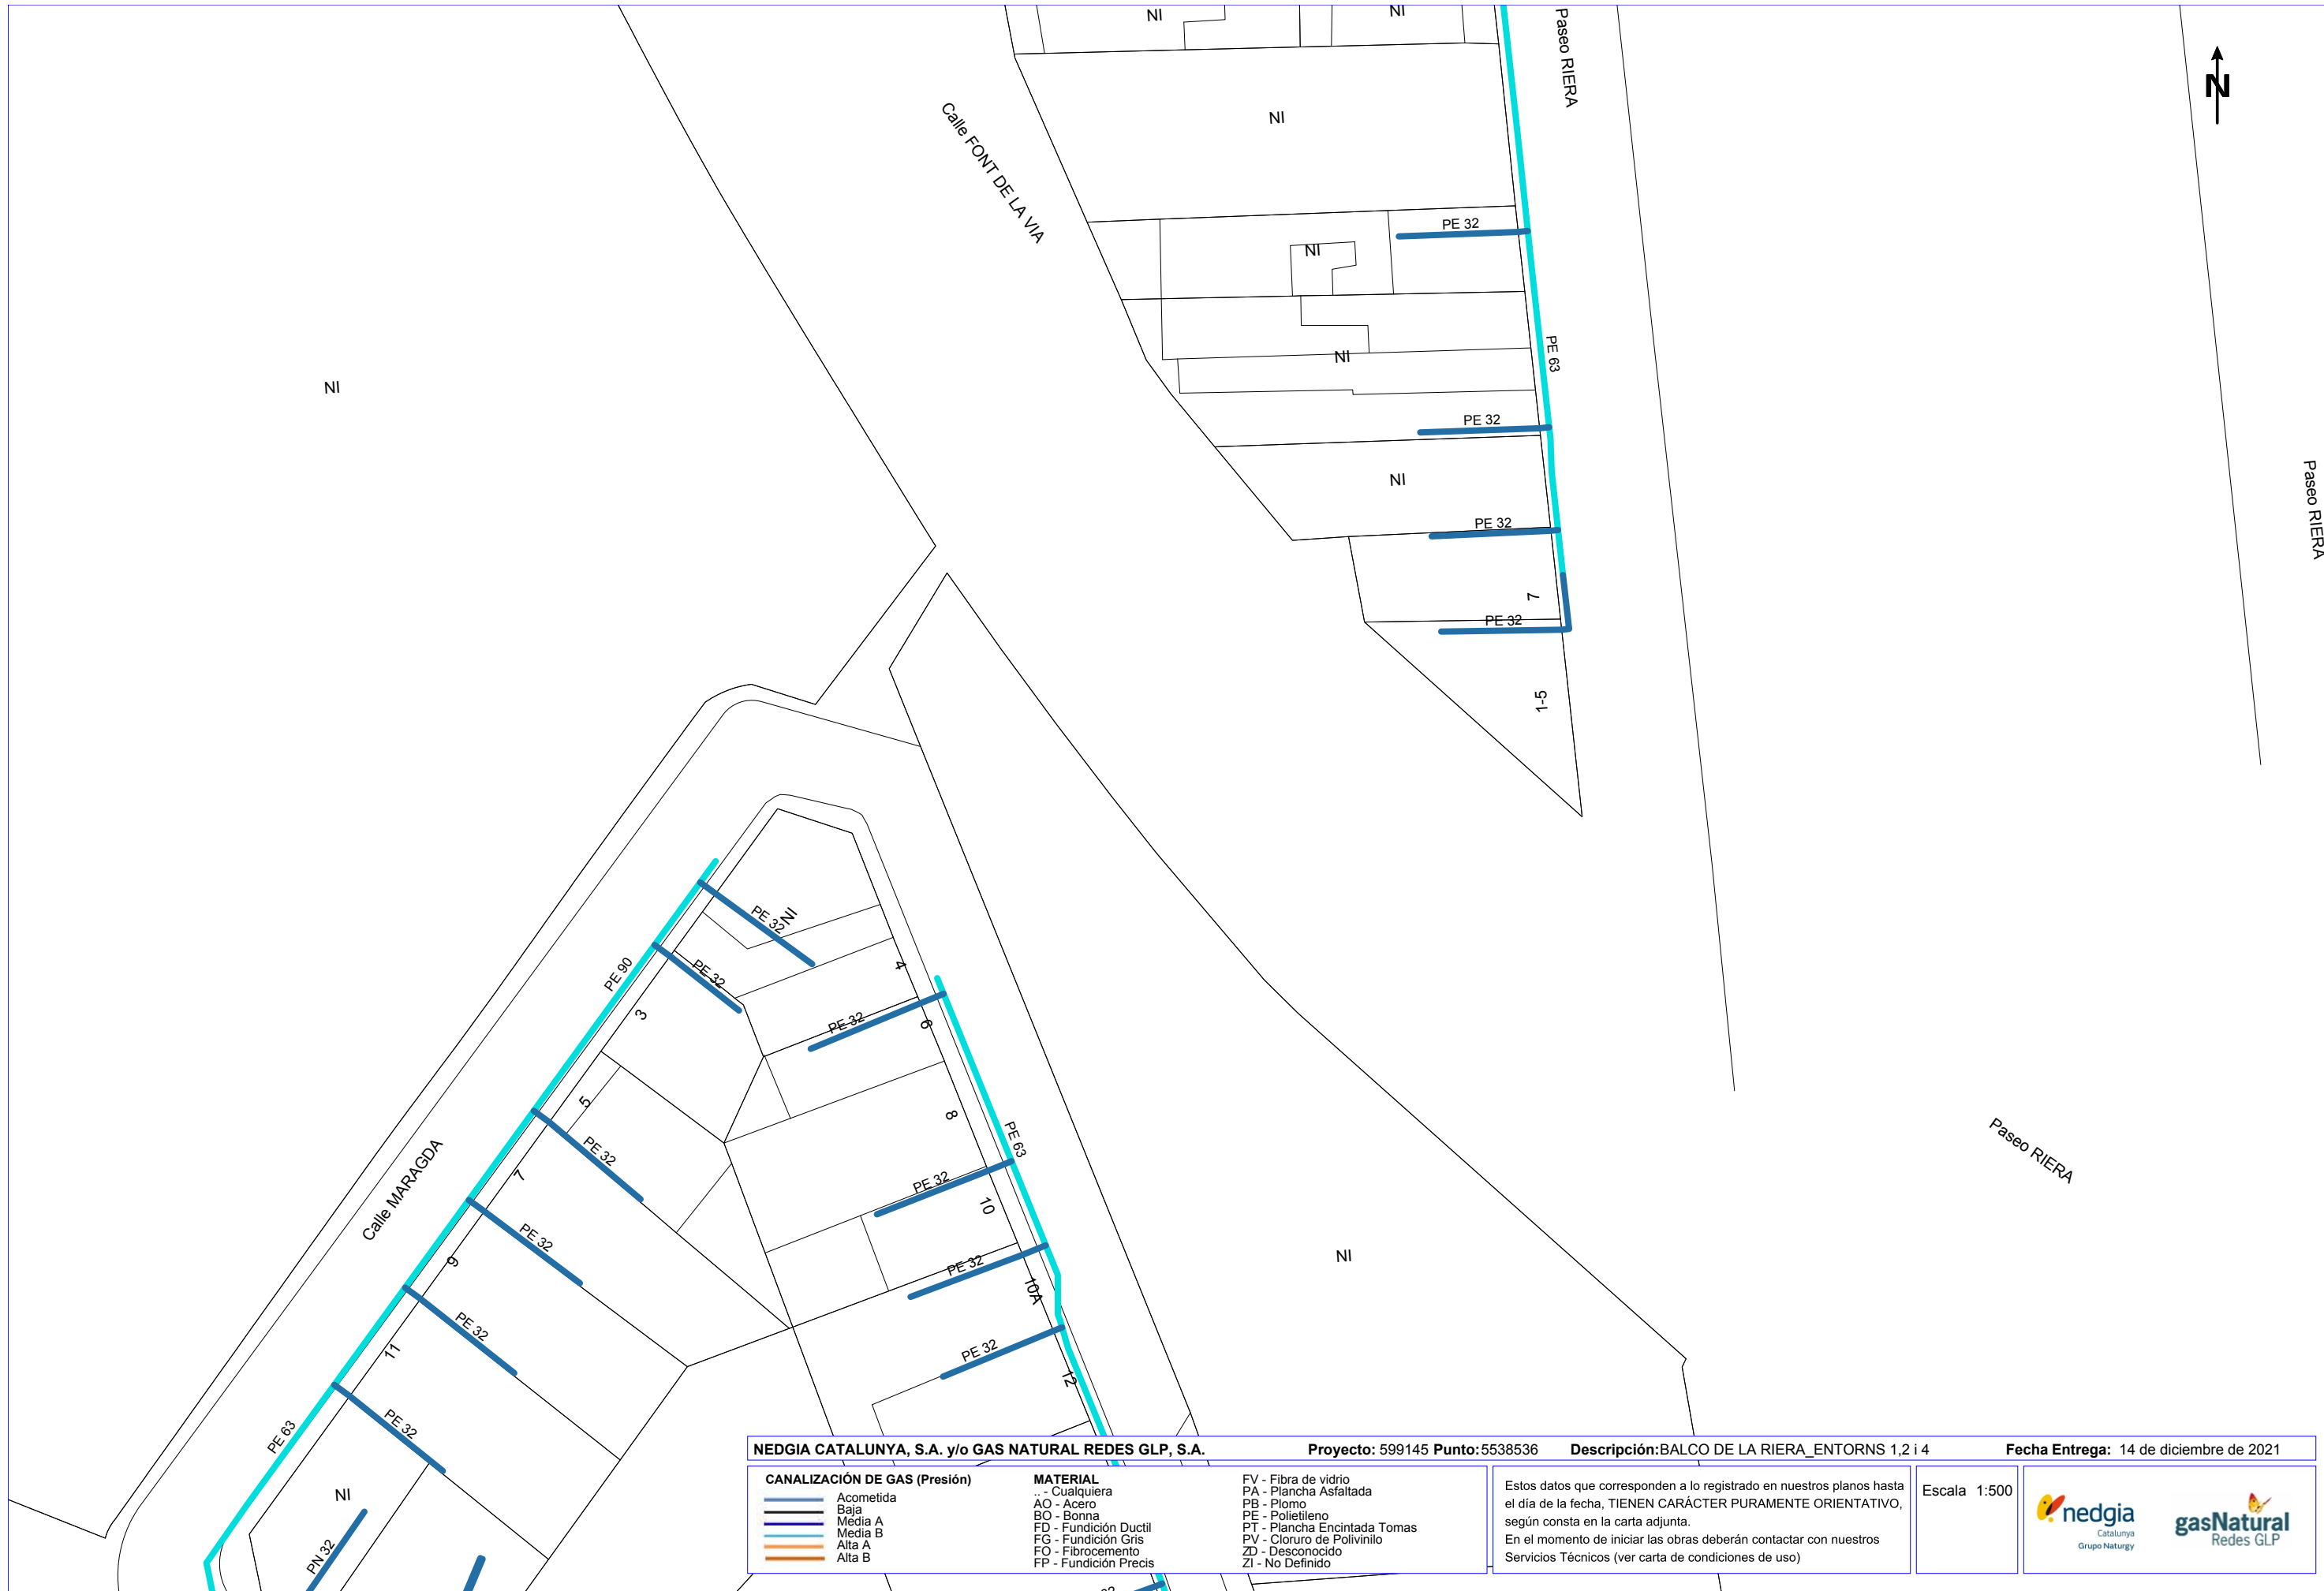 NI
NI
Paseo RIERA
N
Calle FONT DE LA VIA
NI
PE 32
NI
PE 63
NI
NI
PE 32
NI
Paseo RIERA
PE 32
7
PE 32
1-5
PE 32
NI
PE 90
PE 32
4
3
PE 32
6
5
8
PE 63
PE 32
Paseo RIERA
Calle MARAGDA
7
PE 32
10
PE 32
9
PE 32
10A
NI
PE 32
11
PE 32
12
PE 32
PE 63
NI
PN 32
NEDGIA CATALUNYA, S.A. y/o GAS NATURAL REDES GLP, S.A. Proyecto: 599145 Punto:5538536 Descripción:BALCO DE LA RIERA_ENTORNS 1,2 i 4 Fecha Entrega: 14 de diciembre de 2021
CANALIZACIÓN DE GAS (Presión)
Acometida
Baja
Media A
Media B
Alta A
Alta B
MATERIAL
.. - Cualquiera
AO - Acero
BO - Bonna
FD - Fundición Ductil
FG - Fundición Gris
FO - Fibrocemento
FP - Fundición Precis
FV - Fibra de vidrio
PA - Plancha Asfaltada
PB - Plomo
PE - Polietileno
PT - Plancha Encintada Tomas
PV - Cloruro de Polivinilo
ZD - Desconocido
ZI - No Definido
Estos datos que corresponden a lo registrado en nuestros planos hasta
el día de la fecha, TIENEN CARÁCTER PURAMENTE ORIENTATIVO,
según consta en la carta adjunta.
En el momento de iniciar las obras deberán contactar con nuestros
Servicios Técnicos (ver carta de condiciones de uso)
Escala 1:500
nedgia
Catalunya
Grupo Naturgy
gasNatural
Redes GLP